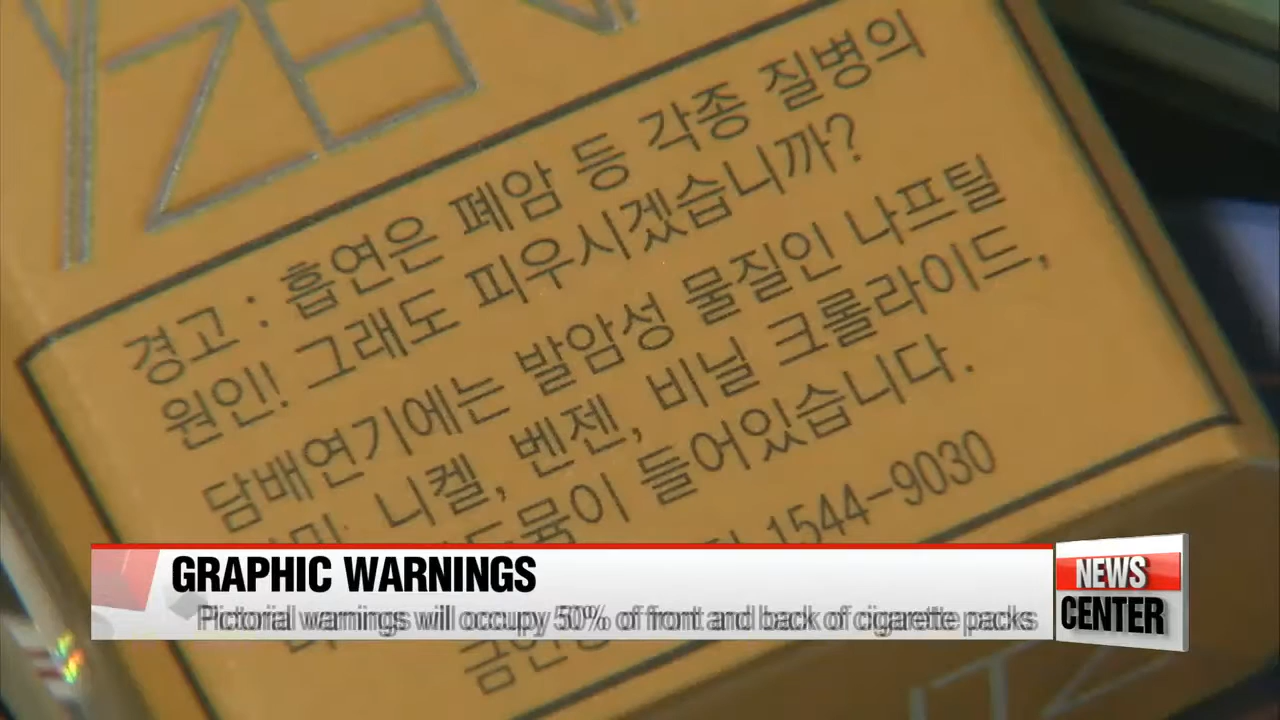 경고 : 흡연은 폐암 등 각종 질병의
원인! 그래도 피우시겠습니까?
담배연기에는 발암성 물질인 나프틸
니켈, 벤젠, 비닐 크롤라이드,
들어있습니다.
1544-9030
GRAPHIC WARNINGS
Pictorial warnings will occupy 50% of front and back of cigarette packs
NEWS
CENTER